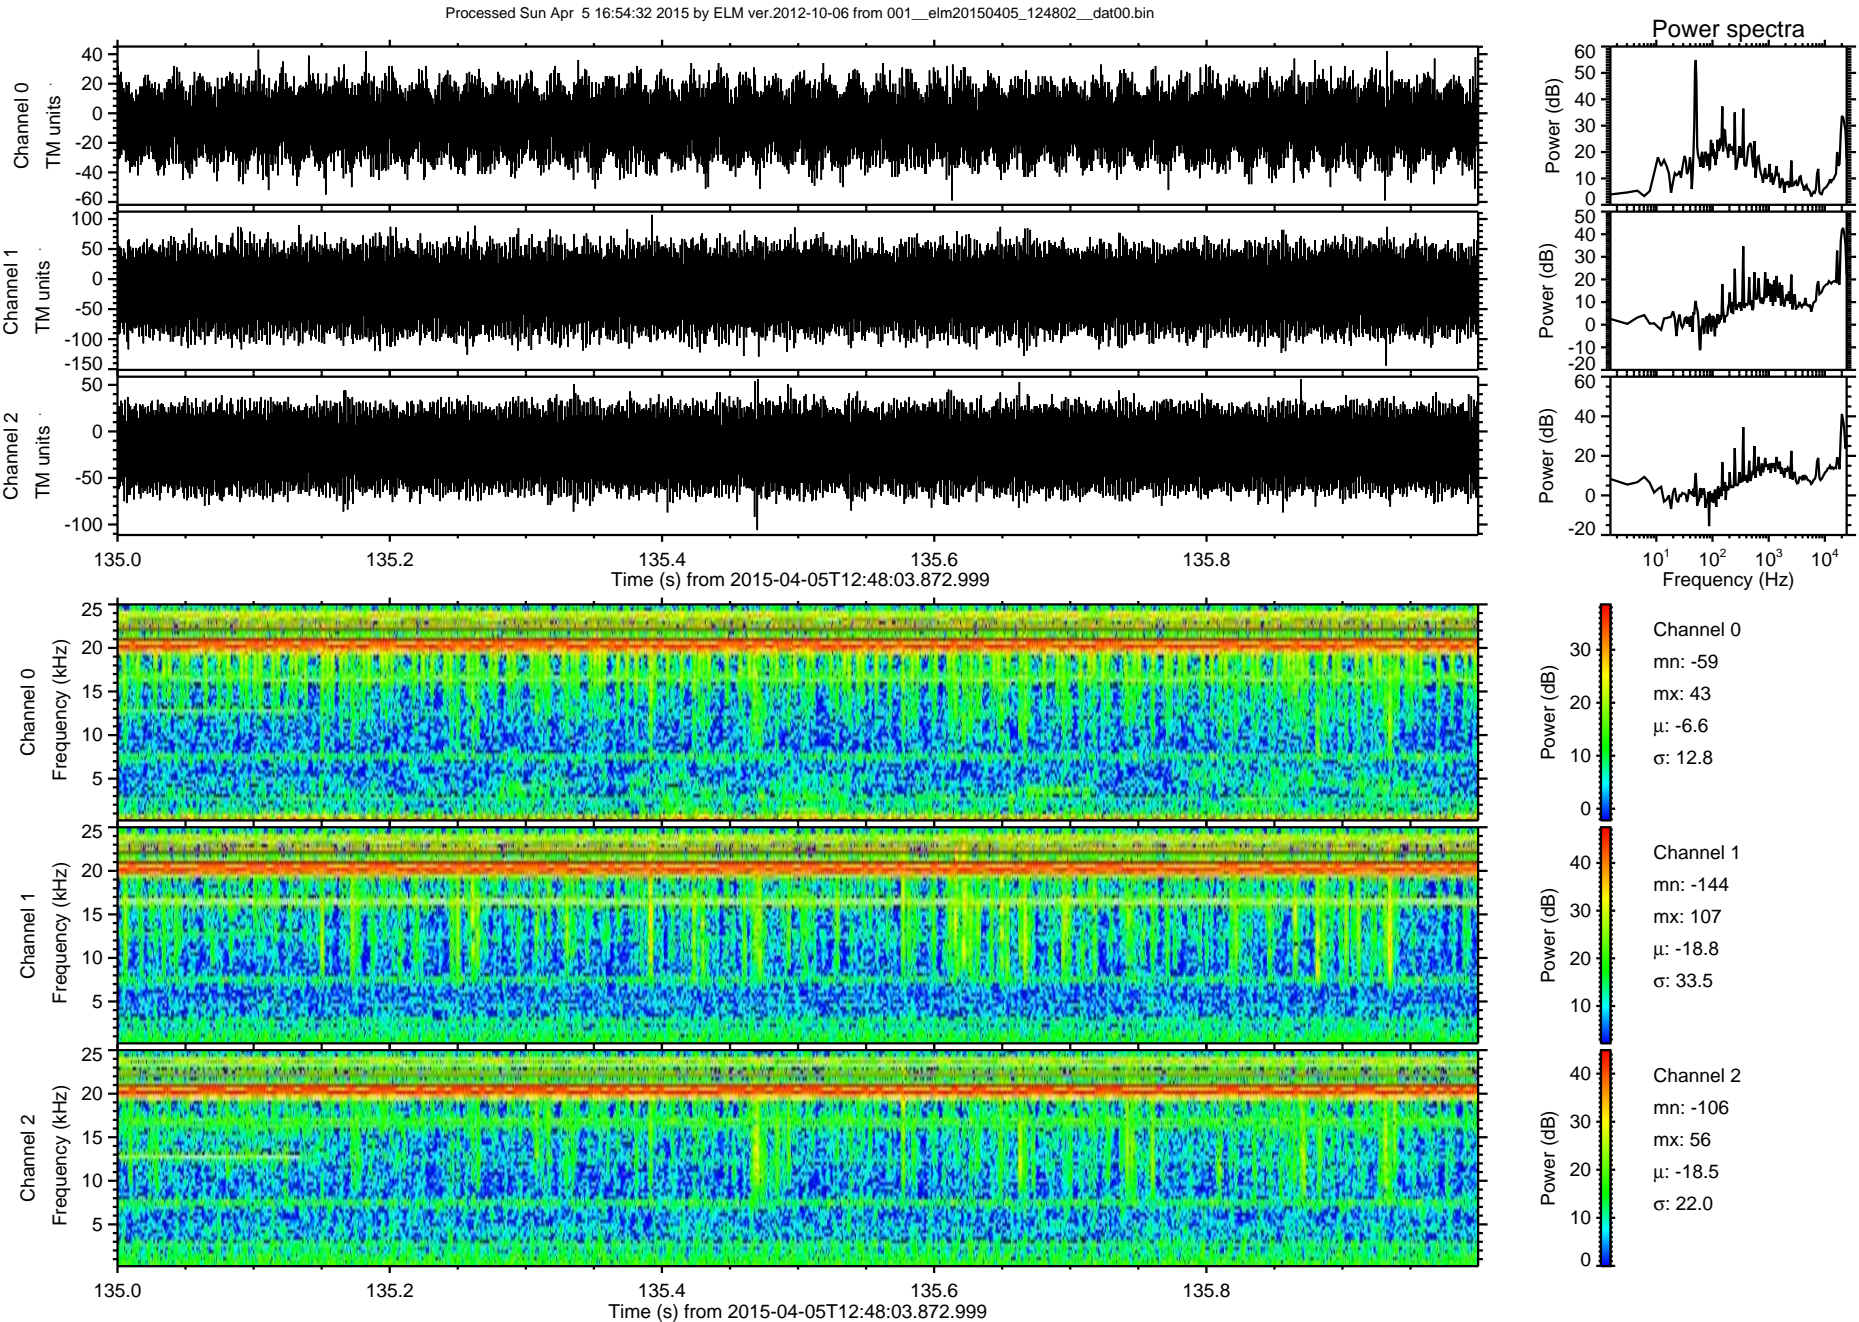 Processed Sun Apr 5 16:54:32 2015 by ELM ver.2012-10-06 from 001__elm20150405_124802__dat00.bin
Power spectra
Channel 0
TM units
40
20
0
-20
-40
-60
Power (dB)
60
50
40
30
20
10
0
Channel 1
TM units
100
50
0
-50
-100
-150
Power (dB)
50
40
30
20
10
0
-10
-20
Channel 2
TM units
50
0
-50
-100
Power (dB)
60
40
20
0
-20
135.0 135.2 135.4 135.6 135.8
Time (s) from 2015-04-05T12:48:03.872.999
10¹ 10² 10³ 10⁴
Frequency (Hz)
Channel 0
Frequency (kHz)
25
20
15
10
5
Power (dB)
30
20
10
0
Channel 0
mn: -59
mx: 43
µ: -6.6
σ: 12.8
Channel 1
Frequency (kHz)
25
20
15
10
5
Power (dB)
40
30
20
10
Channel 1
mn: -144
mx: 107
µ: -18.8
σ: 33.5
Channel 2
Frequency (kHz)
25
20
15
10
5
Power (dB)
40
30
20
10
0
Channel 2
mn: -106
mx: 56
µ: -18.5
σ: 22.0
135.0 135.2 135.4 135.6 135.8
Time (s) from 2015-04-05T12:48:03.872.999